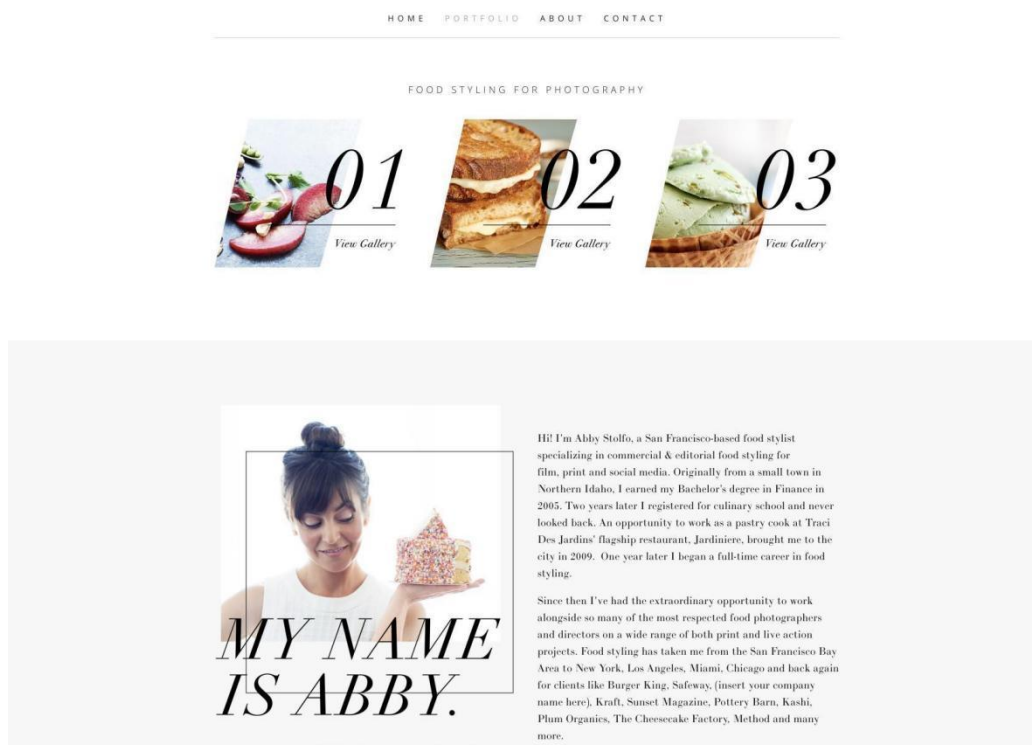 HOME PORTFOLIO ABOUT CONTACT
FOOD STYLING FOR PHOTOGRAPHY
01
View Gallery
02
View Gallery
03
View Gallery
MY NAME
IS ABBY.
Hi! I'm Abby Stolfo, a San Francisco-based food stylist
specializing in commercial & editorial food styling for
film, print and social media. Originally from a small town in
Northern Idaho, I earned my Bachelor's degree in Finance in
2005. Two years later I registered for culinary school and never
looked back. An opportunity to work as a pastry cook at Traci
Des Jardins' flagship restaurant, Jardiniere, brought me to the
city in 2009. One year later I began a full-time career in food
styling.
Since then I've had the extraordinary opportunity to work
alongside so many of the most respected food photographers
and directors on a wide range of both print and live action
projects. Food styling has taken me from the San Francisco Bay
Area to New York, Los Angeles, Miami, Chicago and back again
for clients like Burger King, Safeway, (insert your company
name here), Kraft, Sunset Magazine, Pottery Barn, Kashi,
Plum Organics, The Cheesecake Factory, Method and many
more.